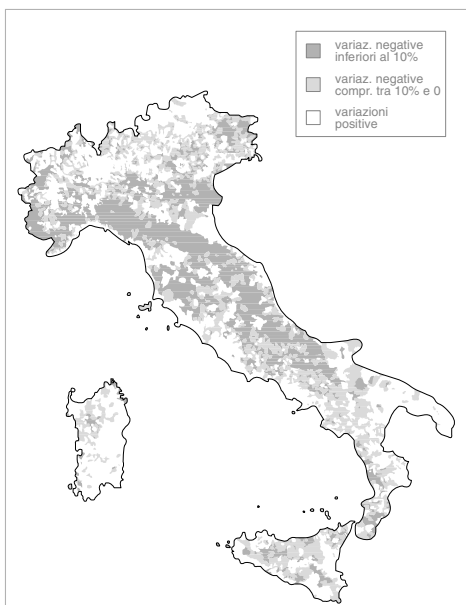 variaz. negative
inferiori al 10%
variaz. negative
compr. tra 10% e 0
variazioni
positive